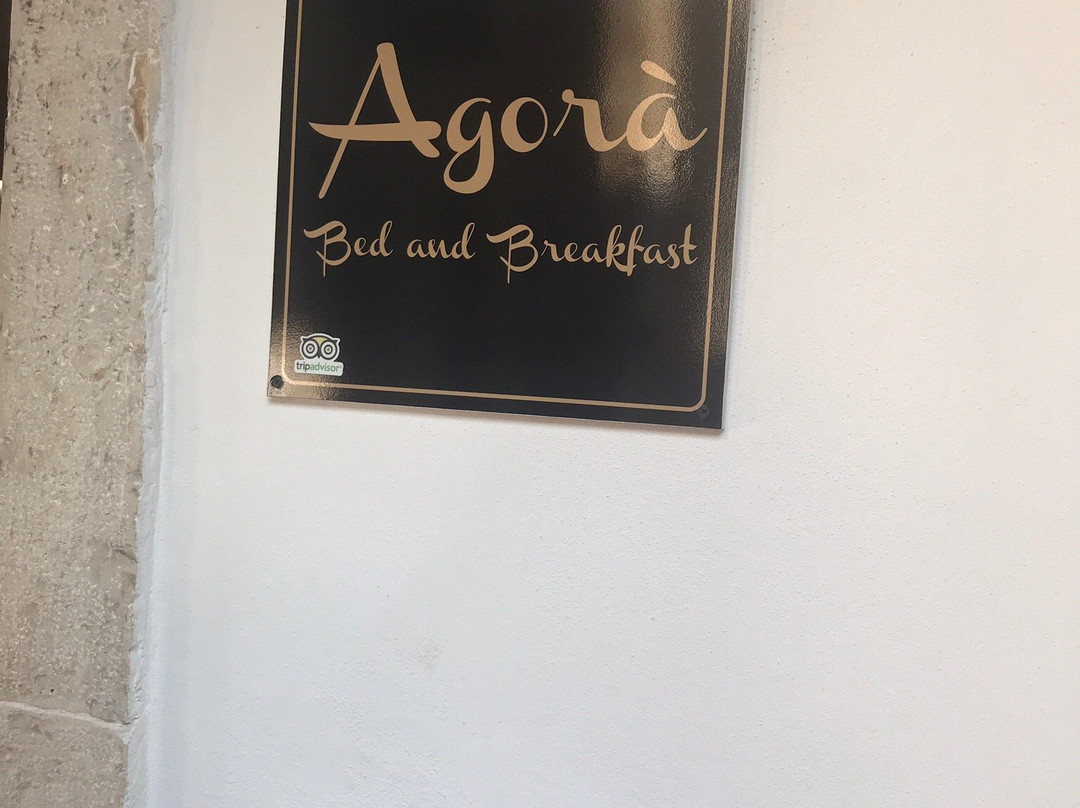 Agorà
Bed and Breakfast
tripadvisor®